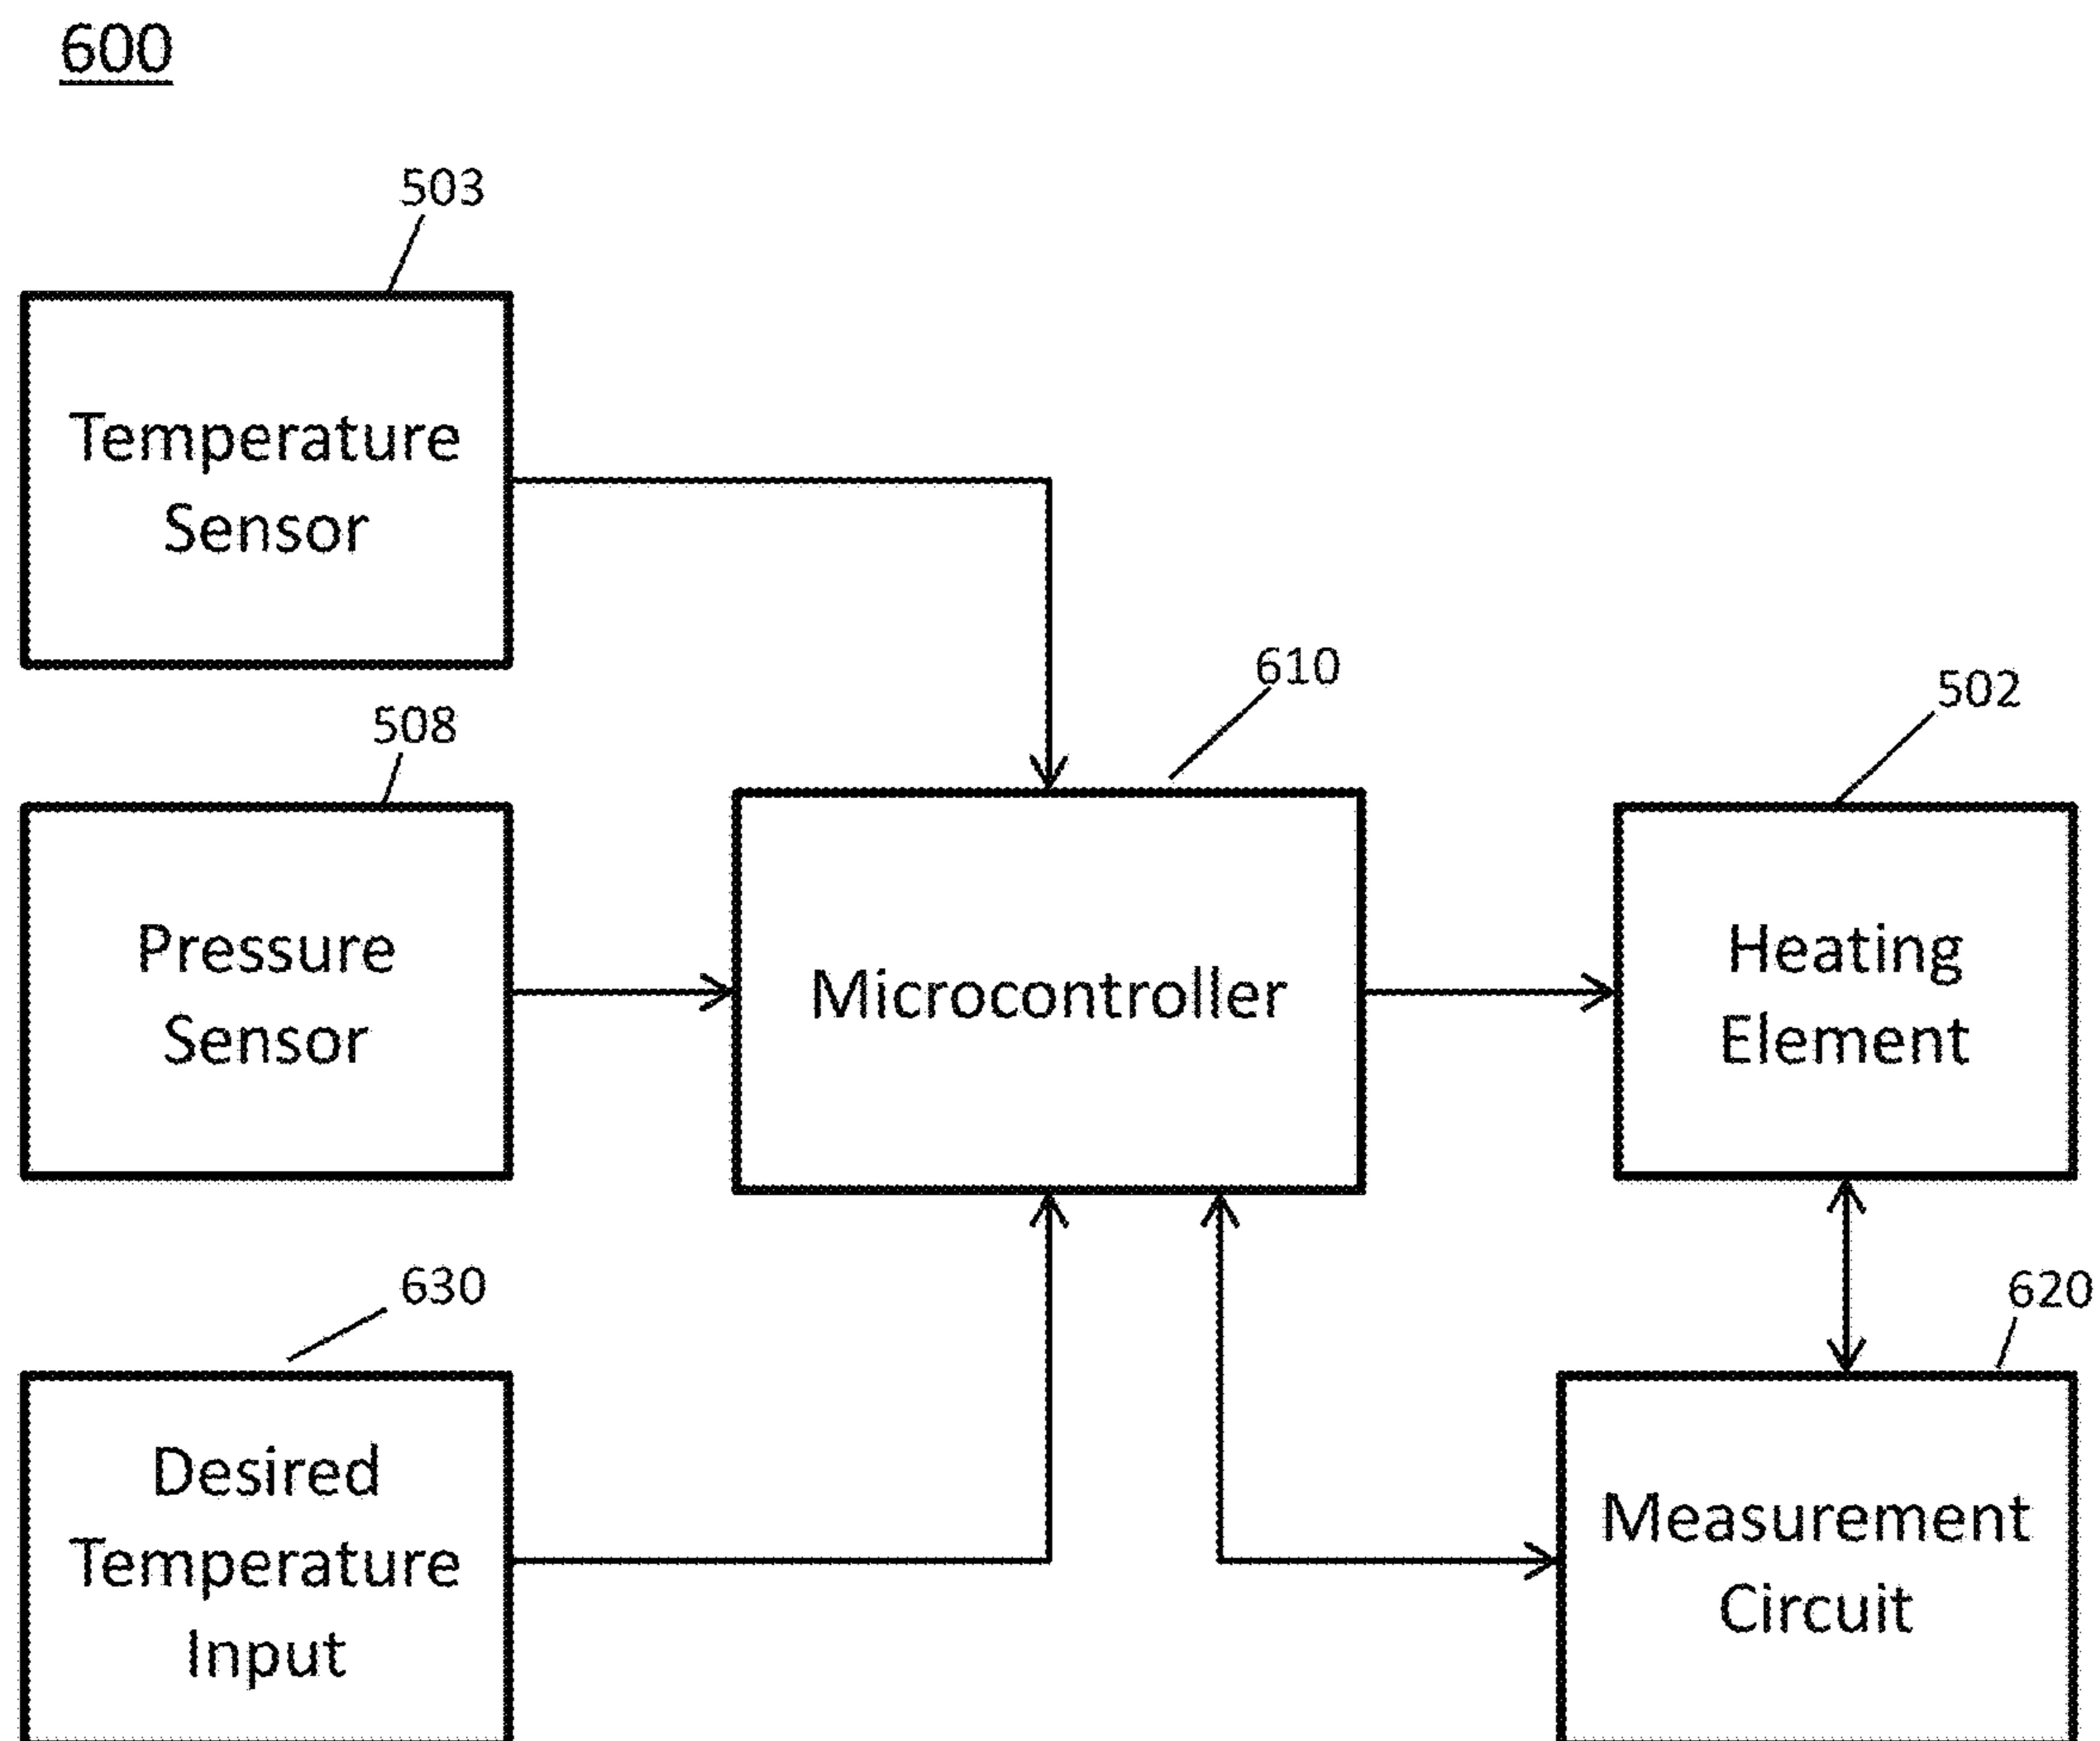 600
503
Temperature
Sensor
508
Pressure
Sensor
610
Microcontroller
502
Heating
Element
630
Desired
Temperature
Input
620
Measurement
Circuit